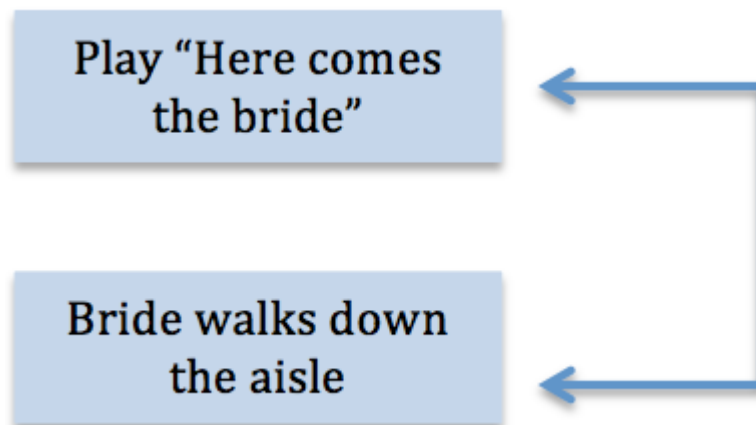 Play “Here comes
the bride”
Bride walks down
the aisle